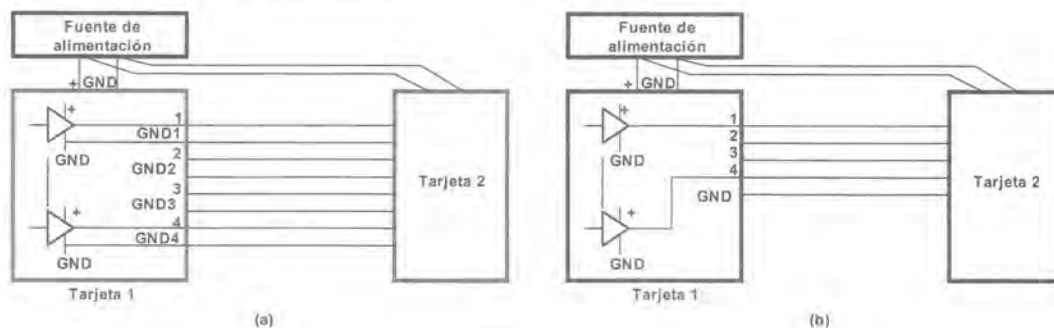 Fuente de
alimentación
+ GND
+
1
GND1
GND
2
GND2
3
GND3
+
4
GND4
GND
Tarjeta 1
Tarjeta 2
(a)
Fuente de
alimentación
+ GND
+
1
2
GND
3
4
GND
+
GND
Tarjeta 1
Tarjeta 2
(b)